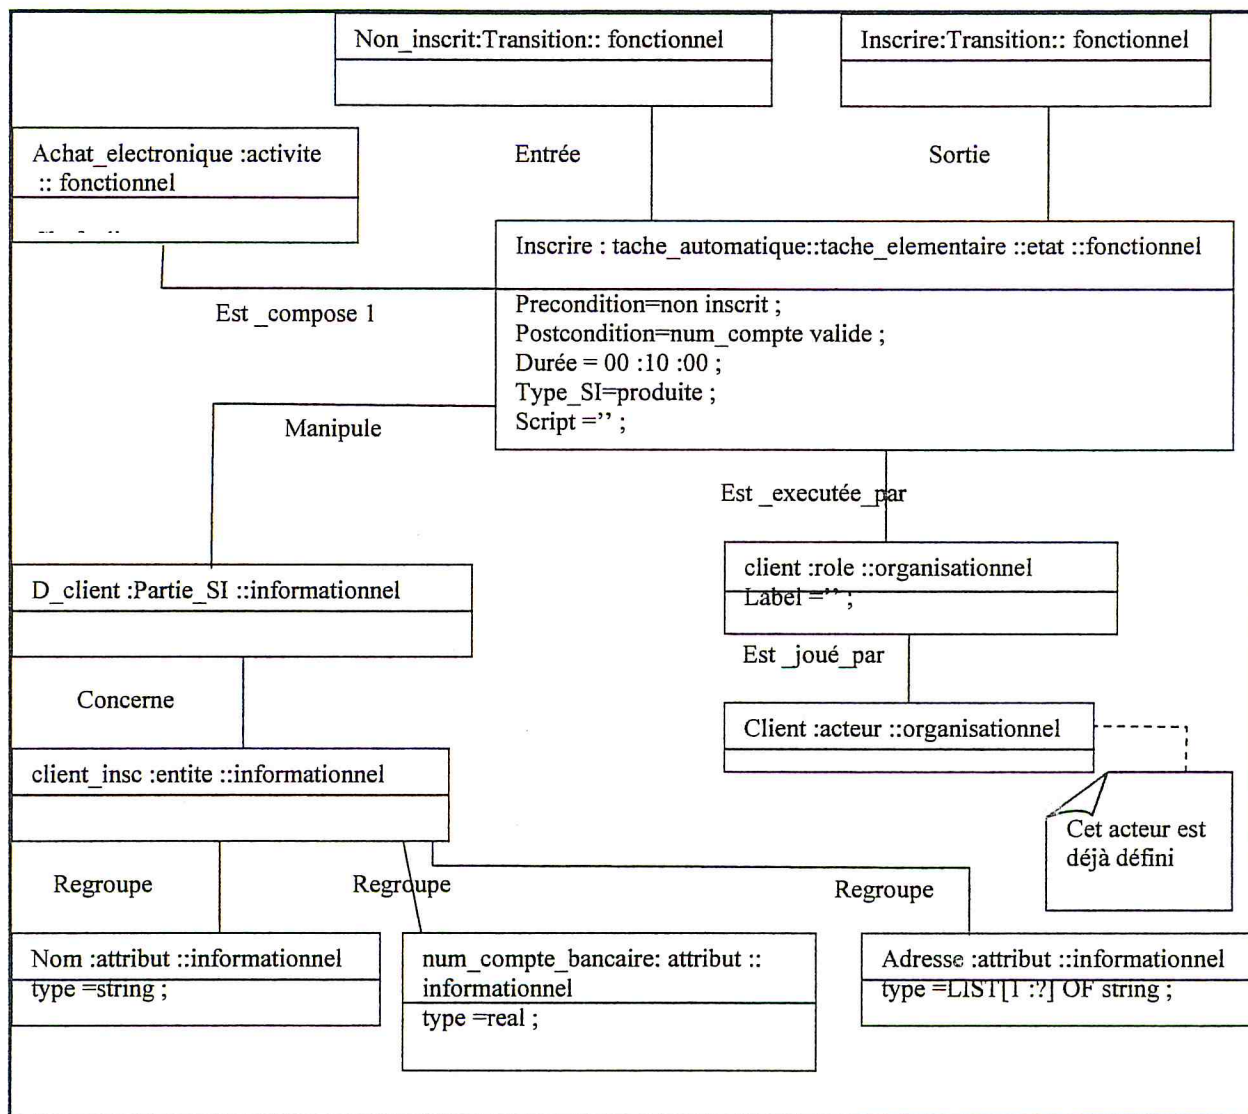 Non_inscrit:Transition:: fonctionnel
Inscrire:Transition:: fonctionnel
Achat_electronique :activite
:: fonctionnel
Entrée
Sortie
Inscrire : tache_automatique::tache_elementaire ::etat ::fonctionnel
Est _compose 1
Precondition=non inscrit ;
Postcondition=num_compte valide ;
Durée = 00 :10 :00 ;
Type_SI=produite ;
Script =’’ ;
Manipule
Est _executée_par
D_client :Partie_SI ::informationnel
client :role ::organisationnel
Label =’’ ;
Est _joué_par
Concerne
Client :acteur ::organisationnel
client_insc :entite ::informationnel
Cet acteur est
déjà défini
Regroupe
Regroupe
Regroupe
Nom :attribut ::informationnel
type =string ;
num_compte_bancaire: attribut ::
informationnel
type =real ;
Adresse :attribut ::informationnel
type =LIST[1 :?] OF string ;